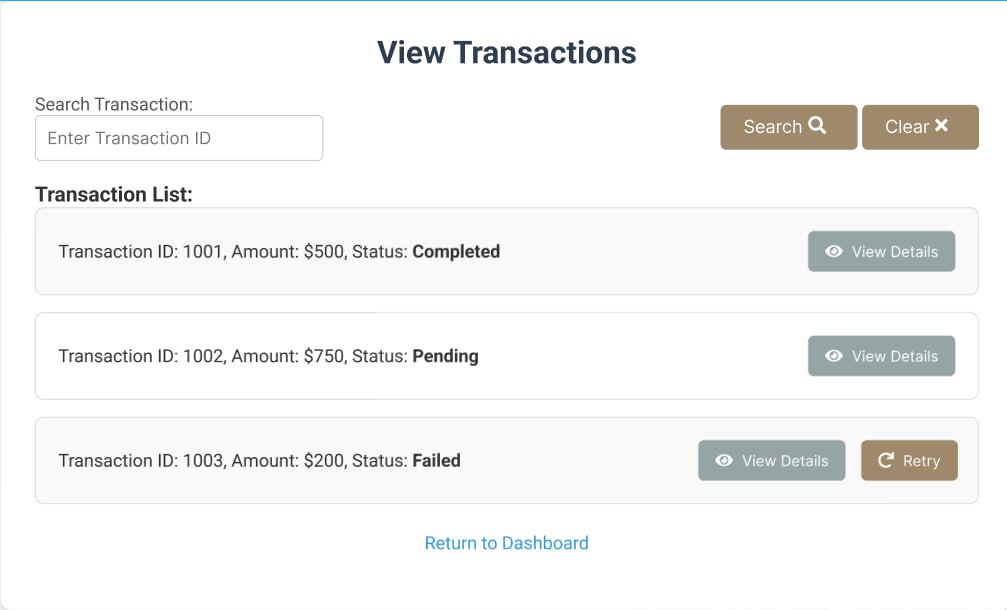 View Transactions
Search Transaction:
Enter Transaction ID
Search
Clear
Transaction List:
Transaction ID: 1001, Amount: $500, Status: Completed
View Details
Transaction ID: 1002, Amount: $750, Status: Pending
View Details
Transaction ID: 1003, Amount: $200, Status: Failed
View Details
Retry
Return to Dashboard